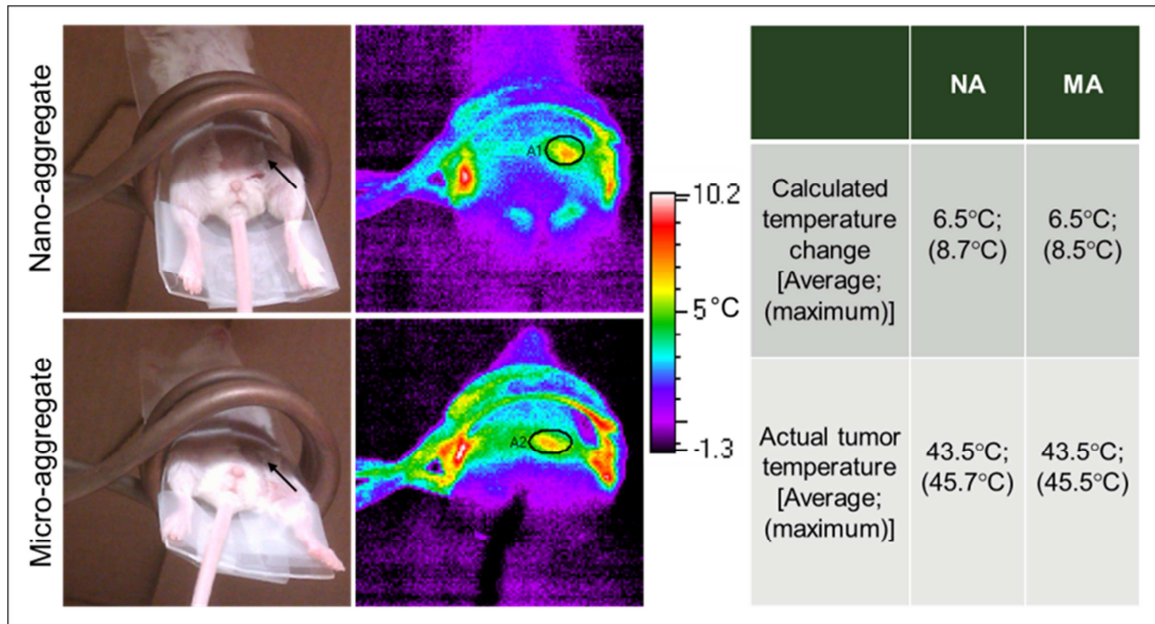 Nano-aggregate
A1
Micro-aggregate
A2
10.2
5°C
-1.3
NA
MA
Calculated
temperature
change
[Average;
(maximum)]
6.5°C;
(8.7°C)
6.5°C;
(8.5°C)
Actual tumor
temperature
[Average;
(maximum)]
43.5°C;
(45.7°C)
43.5°C;
(45.5°C)